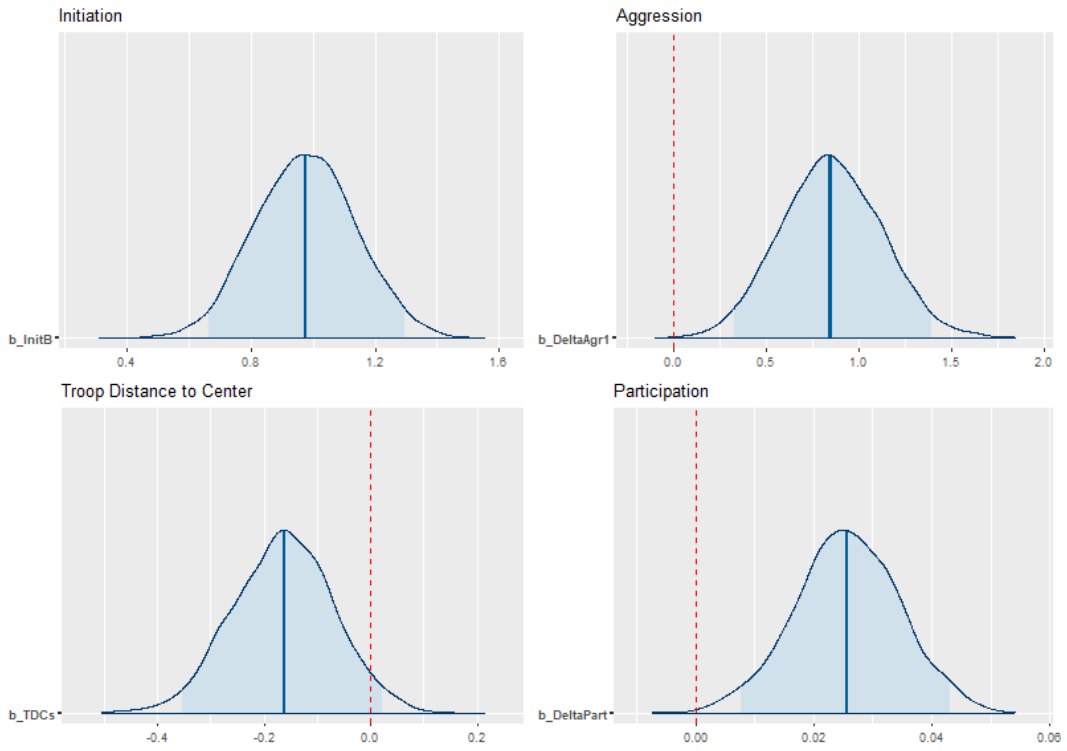 Initiation
b_InitB
0.4 0.8 1.2 1.6
Aggression
b_DeltaAgr1
0.0 0.5 1.0 1.5 2.0
Troop Distance to Center
b_TDCs
-0.4 -0.2 0.0 0.2
Participation
b_DeltaPart
0.00 0.02 0.04 0.06